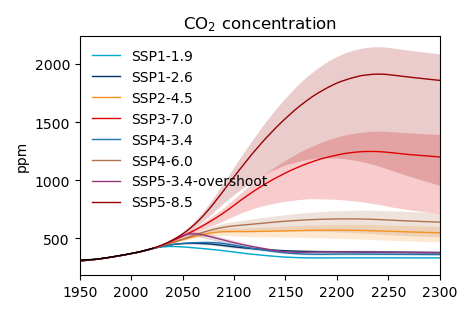 CO₂ concentration
ppm
2000
1500
1000
500
SSP1-1.9
SSP1-2.6
SSP2-4.5
SSP3-7.0
SSP4-3.4
SSP4-6.0
SSP5-3.4-overshoot
SSP5-8.5
1950 2000 2050 2100 2150 2200 2250 2300